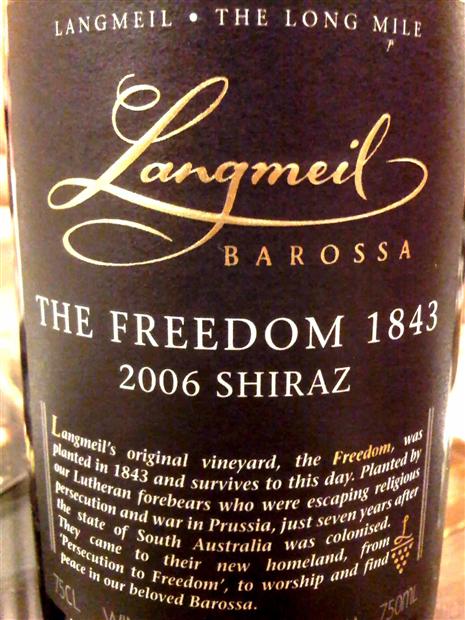 LANGMEIL • THE LONG MILE
Langmeil
BAROSSA
THE FREEDOM 1843
2006 SHIRAZ
Langmeil's original vineyard, the Freedom, was
planted in 1843 and survives to this day. Planted by
our Lutheran forebears who were escaping religious
persecution and war in Prussia, just seven years after
the state of South Australia was colonised.
They came to their new homeland, from
'Persecution to Freedom', to worship and find
peace in our beloved Barossa.
75CL
750ml